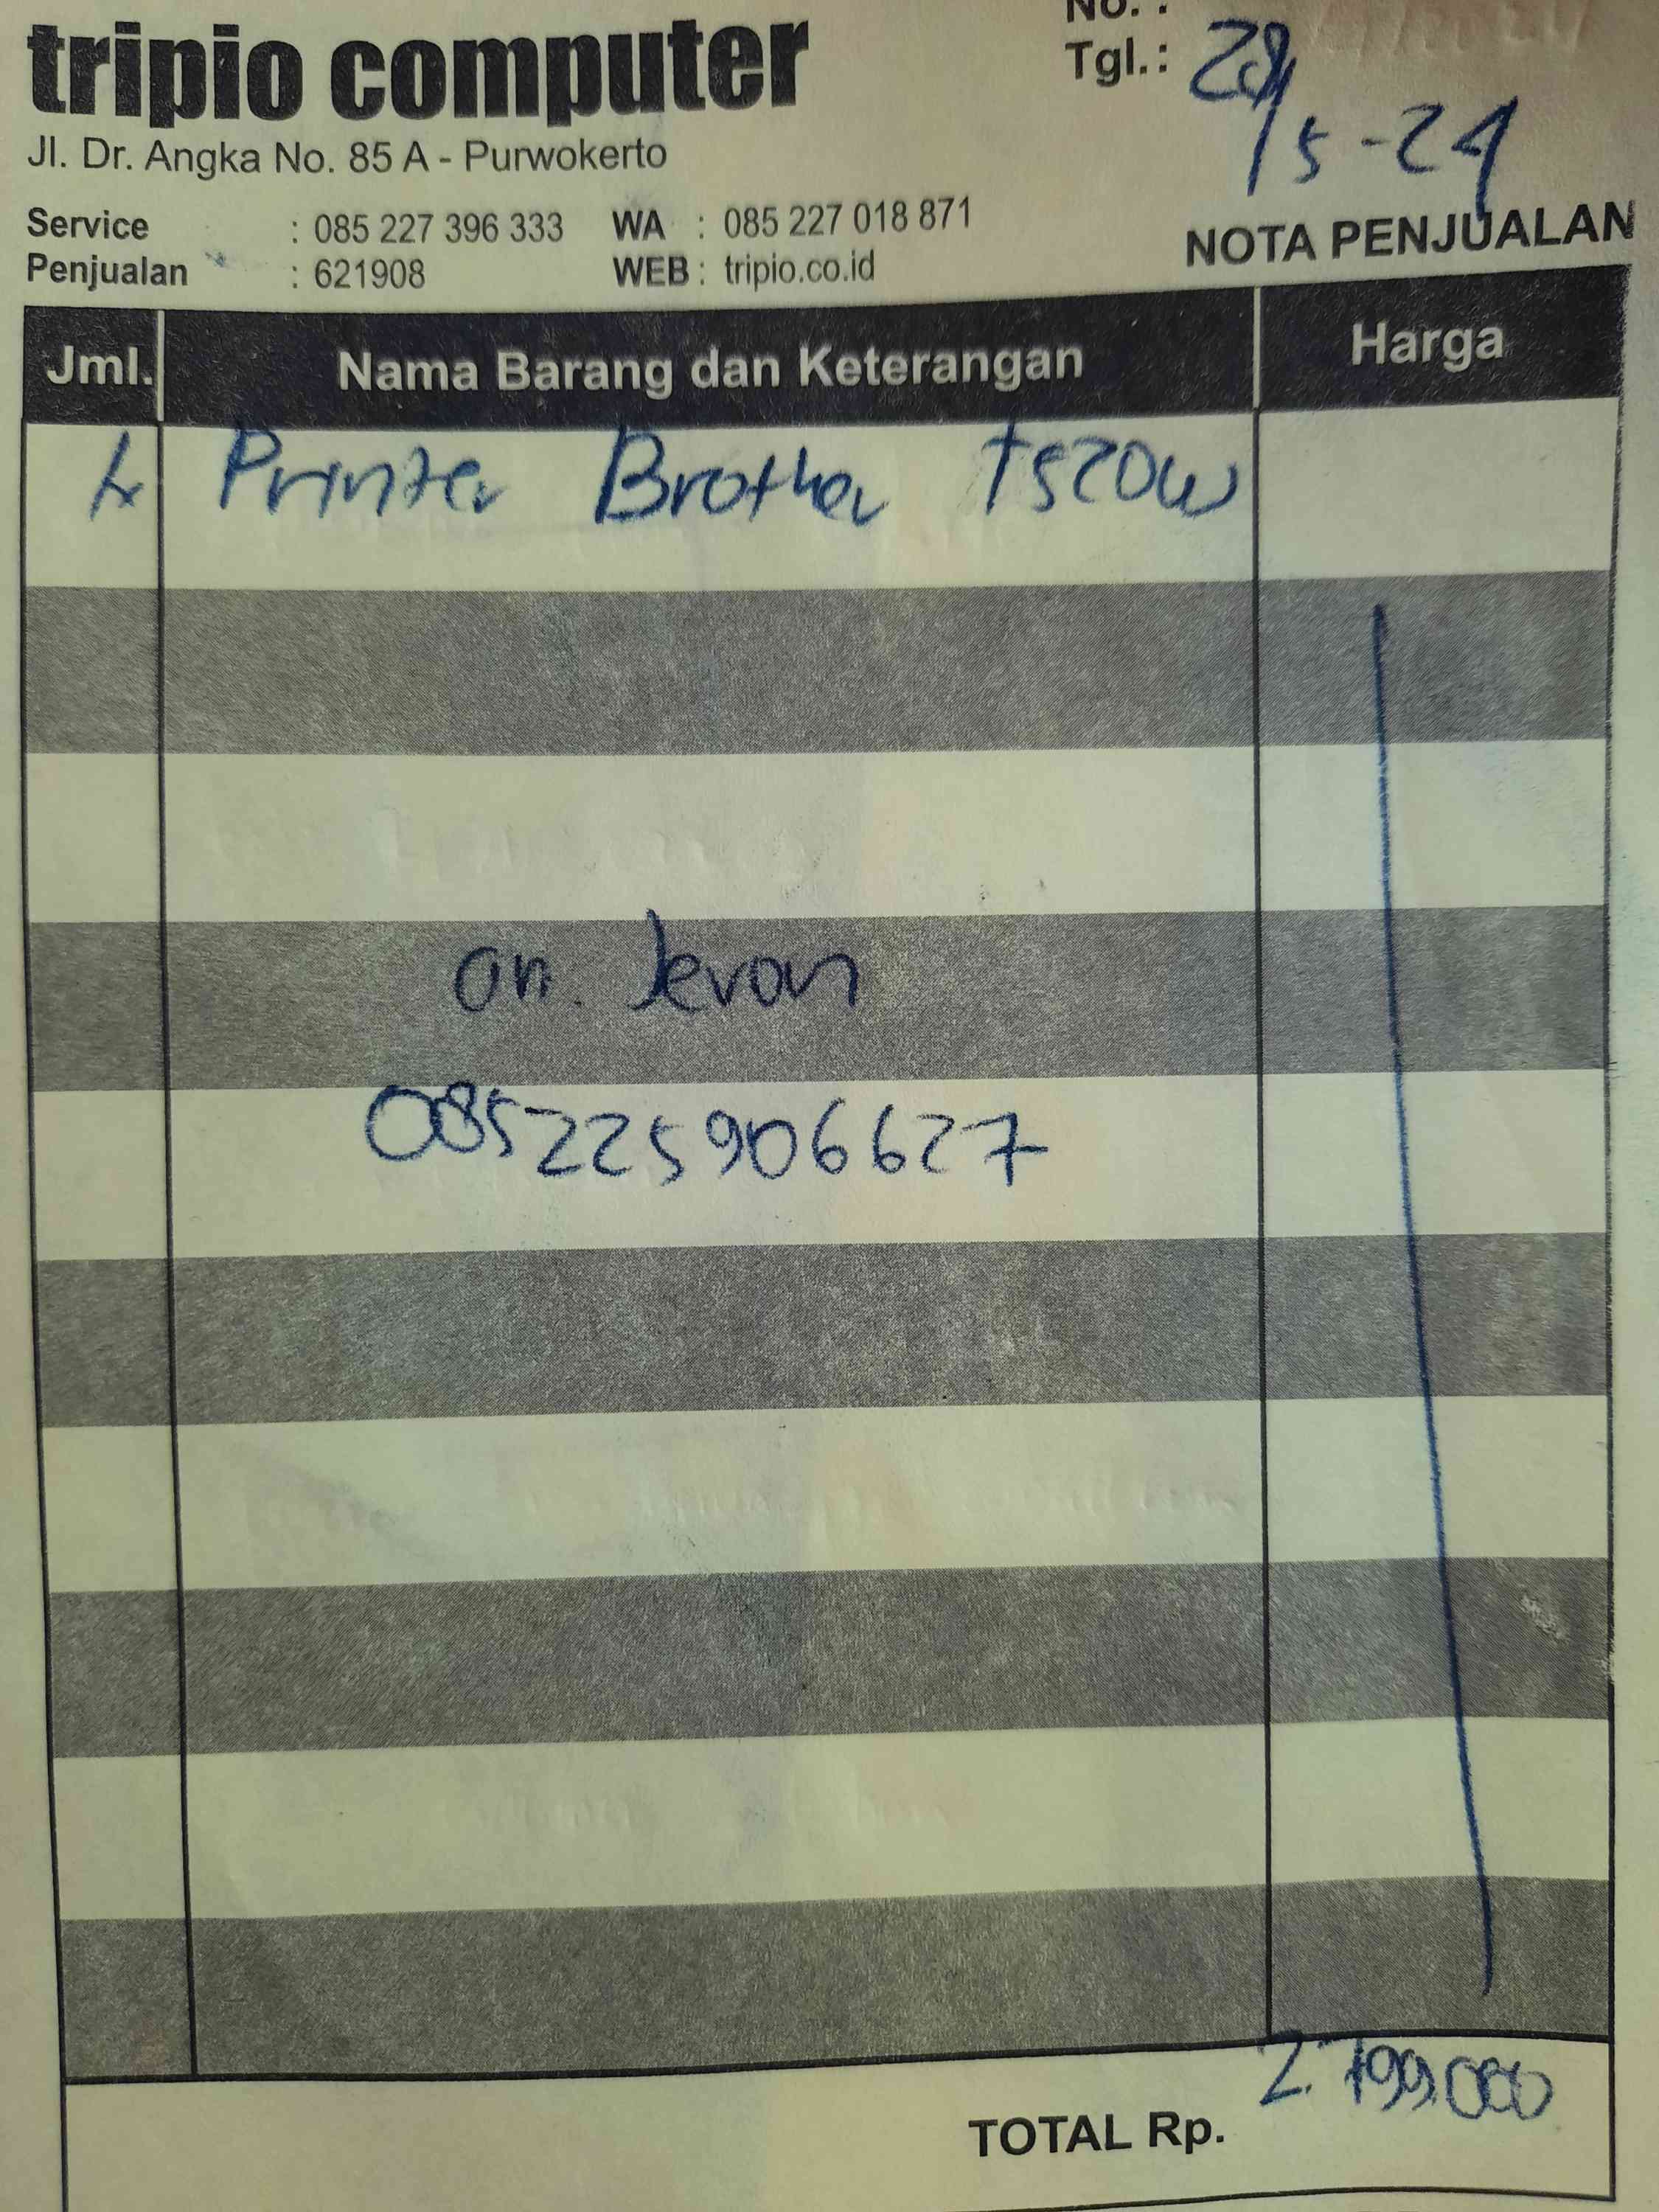 tripio computer
No. :
Tgl.: 28/5-24
Jl. Dr. Angka No. 85 A - Purwokerto
Service : 085 227 396 333 WA : 085 227 018 871
Penjualan : 621908 WEB : tripio.co.id
NOTA PENJUALAN
Jml. Nama Barang dan Keterangan Harga
1x Printer Brother T520W
an. Jevon
085225906627
TOTAL Rp. 2.799.000